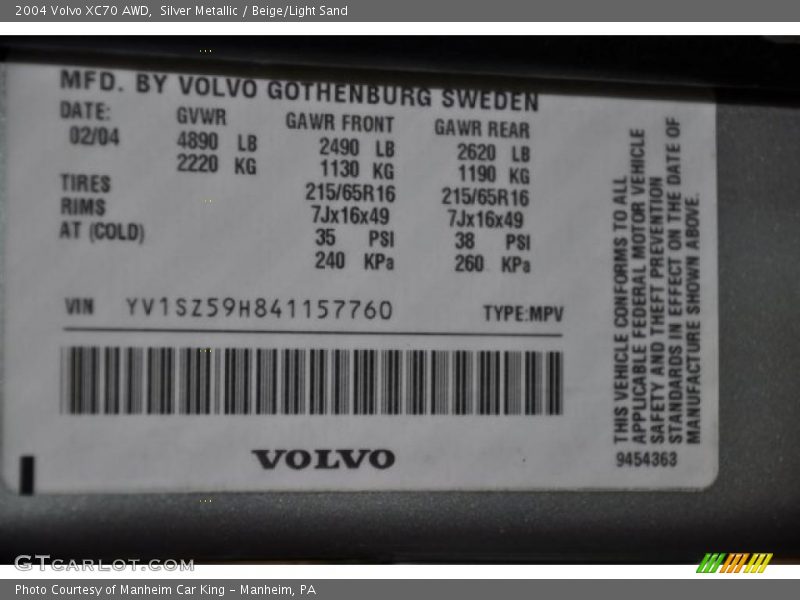 2004 Volvo XC70 AWD,  Silver Metallic / Beige/Light Sand
MFD. BY VOLVO GOTHENBURG SWEDEN
DATE: GVWR GAWR FRONT GAWR REAR
02/04 4890 LB 2490 LB 2620 LB
2220 KG 1130 KG 1190 KG
TIRES 215/65R16 215/65R16
RIMS 7Jx16x49 7Jx16x49
AT (COLD) 35 PSI 38 PSI
240 KPa 260 KPa
VIN YV1SZ59H841157760 TYPE:MPV
VOLVO
THIS VEHICLE CONFORMS TO ALL
APPLICABLE FEDERAL MOTOR VEHICLE
SAFETY AND THEFT PREVENTION
STANDARDS IN EFFECT ON THE DATE OF
MANUFACTURE SHOWN ABOVE.
9454363
GTCARLOT.COM
Photo Courtesy of Manheim Car King - Manheim, PA